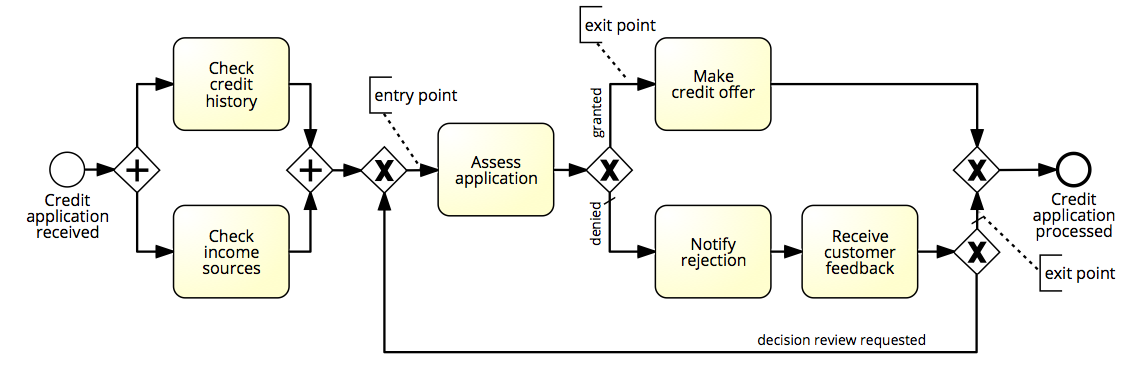 Credit
application
received
Check
credit
history
Check
income
sources
entry point
Assess
application
exit point
granted
denied
Make
credit offer
Notify
rejection
Receive
customer
feedback
decision review requested
Credit
application
processed
exit point